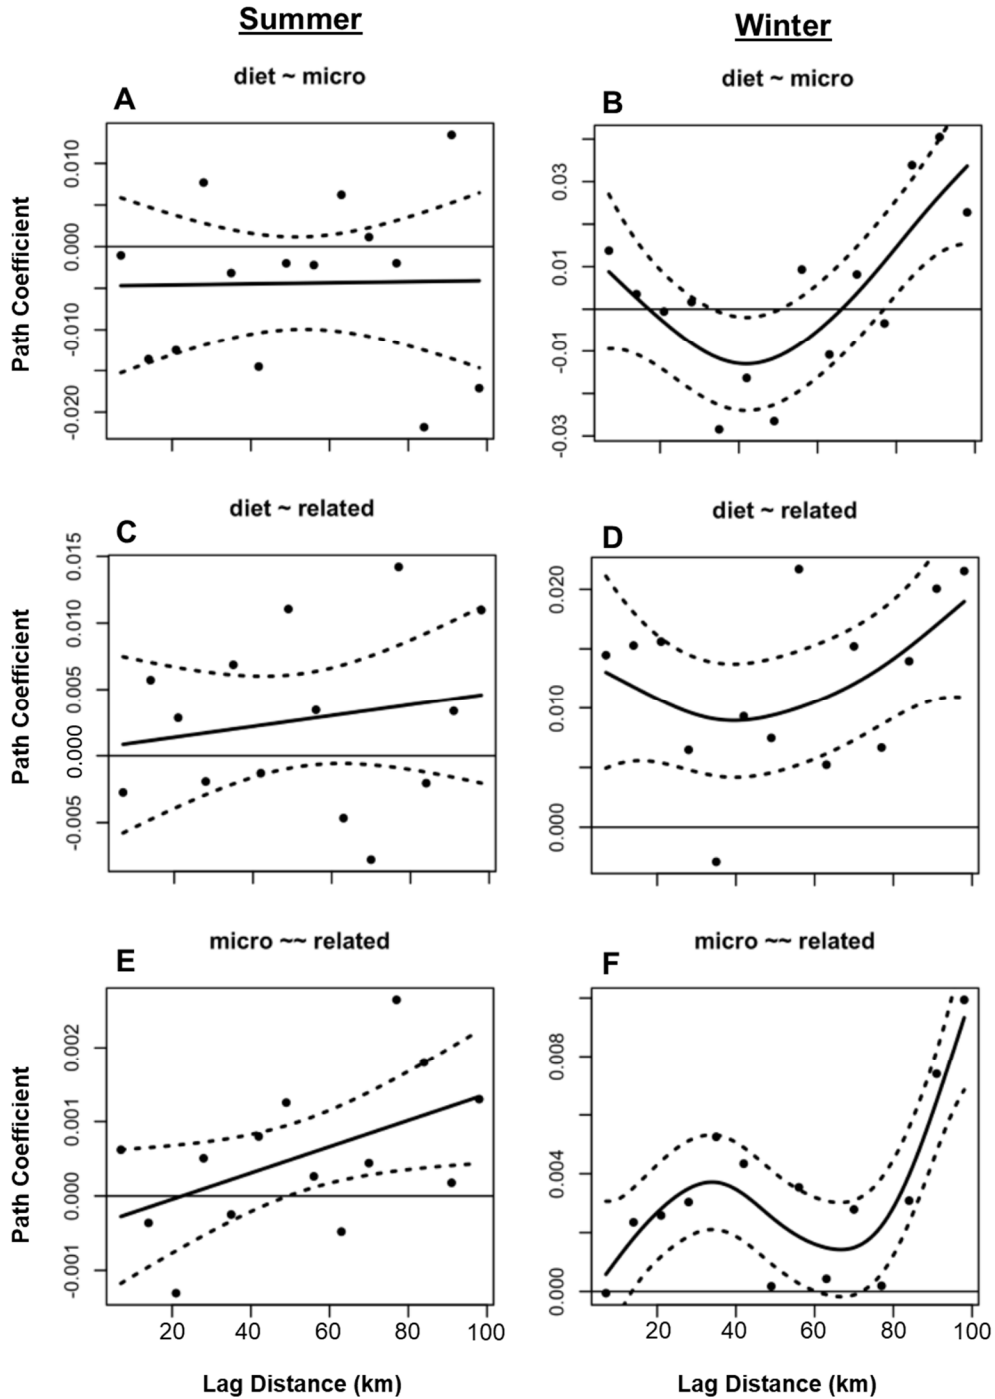 Summer
Winter
diet ~ micro
diet ~ micro
A
B
Path Coefficient
0.010
0.000
-0.010
-0.020
0.03
0.01
-0.01
-0.03
diet ~ related
diet ~ related
C
D
Path Coefficient
0.015
0.010
0.005
0.000
-0.005
0.020
0.010
0.000
micro ~~ related
micro ~~ related
E
F
Path Coefficient
0.002
0.001
0.000
-0.001
0.008
0.004
0.000
20 40 60 80 100
20 40 60 80 100
Lag Distance (km)
Lag Distance (km)